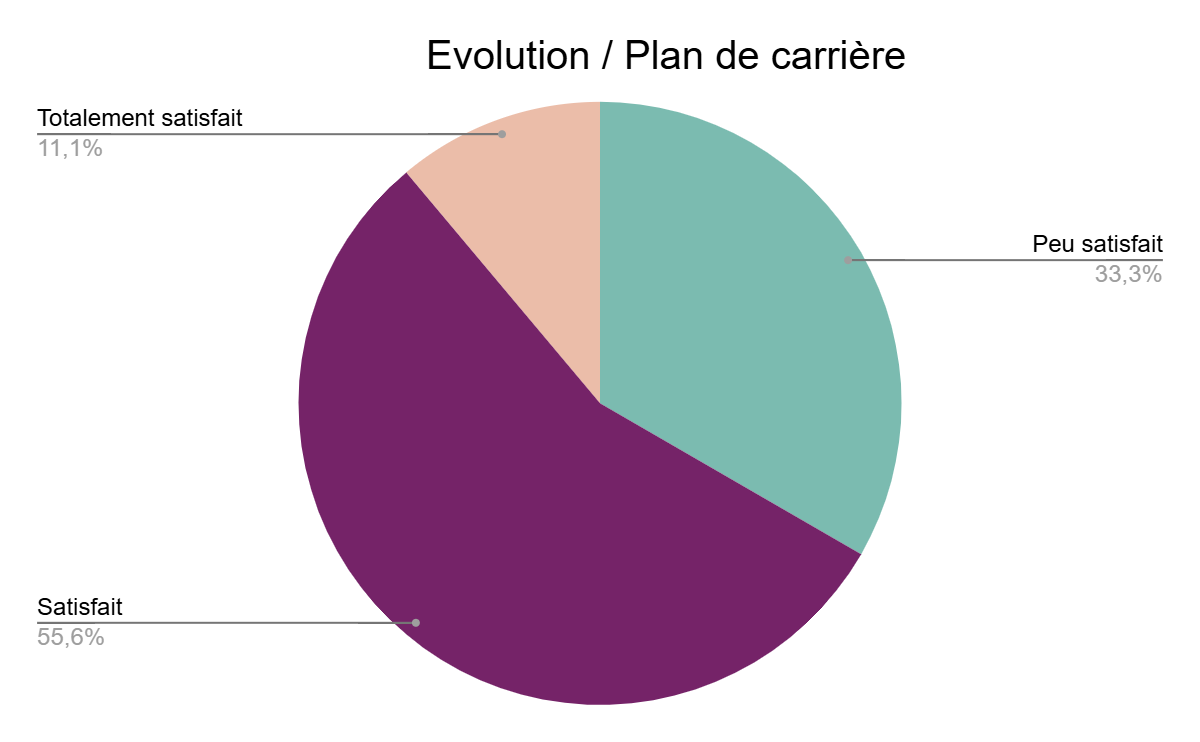 Evolution / Plan de carrière
Totalement satisfait
11,1%
Peu satisfait
33,3%
Satisfait
55,6%